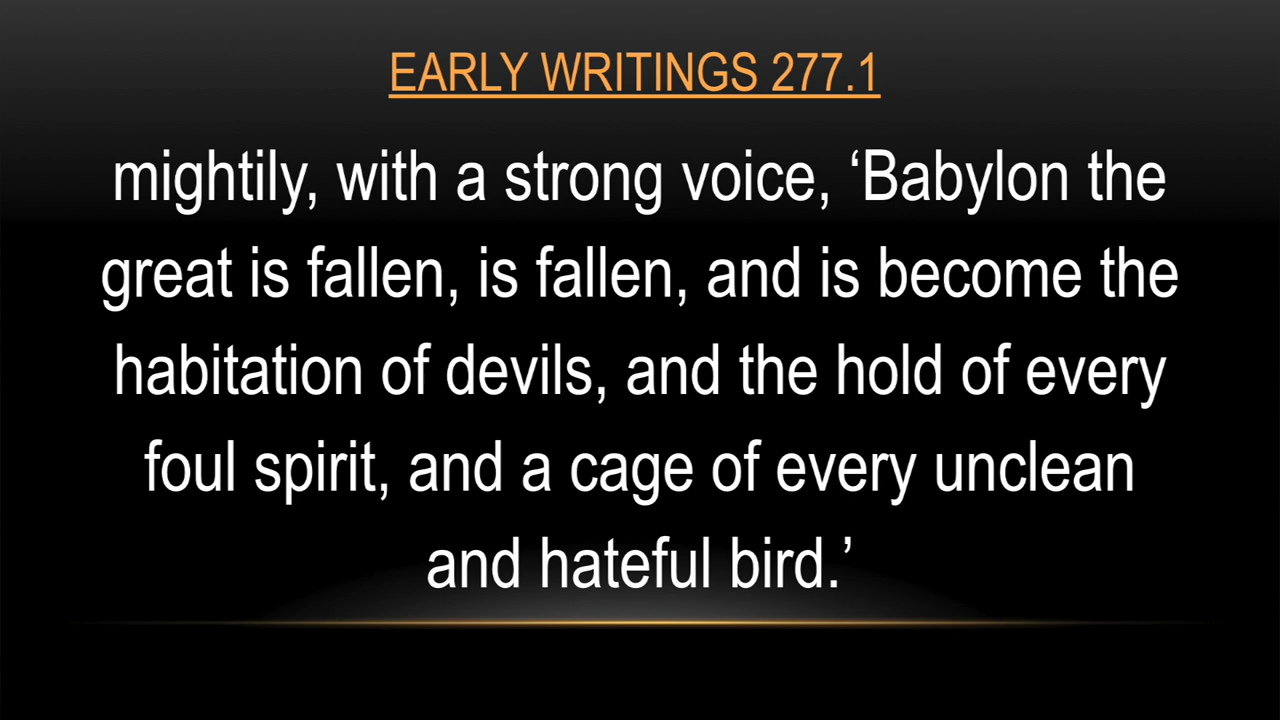 EARLY WRITINGS 277.1
mightily, with a strong voice, ‘Babylon the
great is fallen, is fallen, and is become the
habitation of devils, and the hold of every
foul spirit, and a cage of every unclean
and hateful bird.’